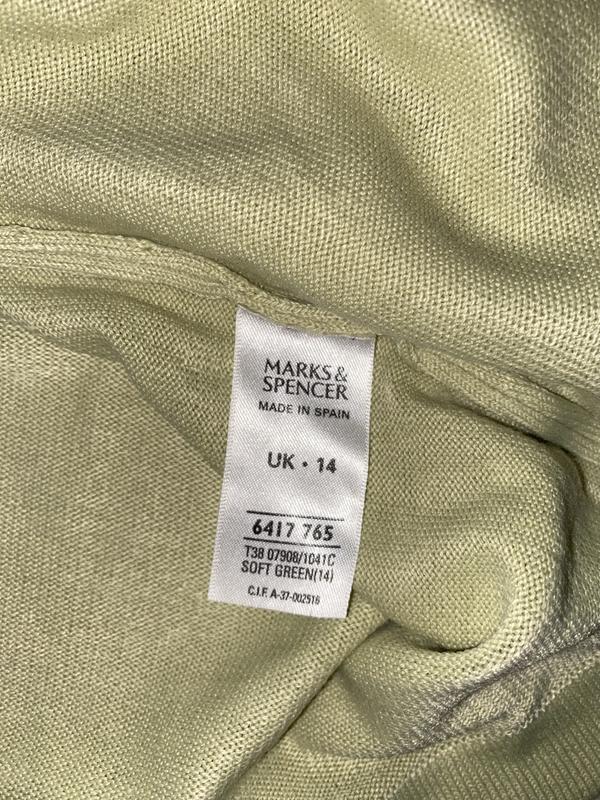 MARKS &
SPENCER
MADE IN SPAIN
UK • 14
6417 765
T38 07908/1041C
SOFT GREEN(14)
C.I.F. A-37-002516